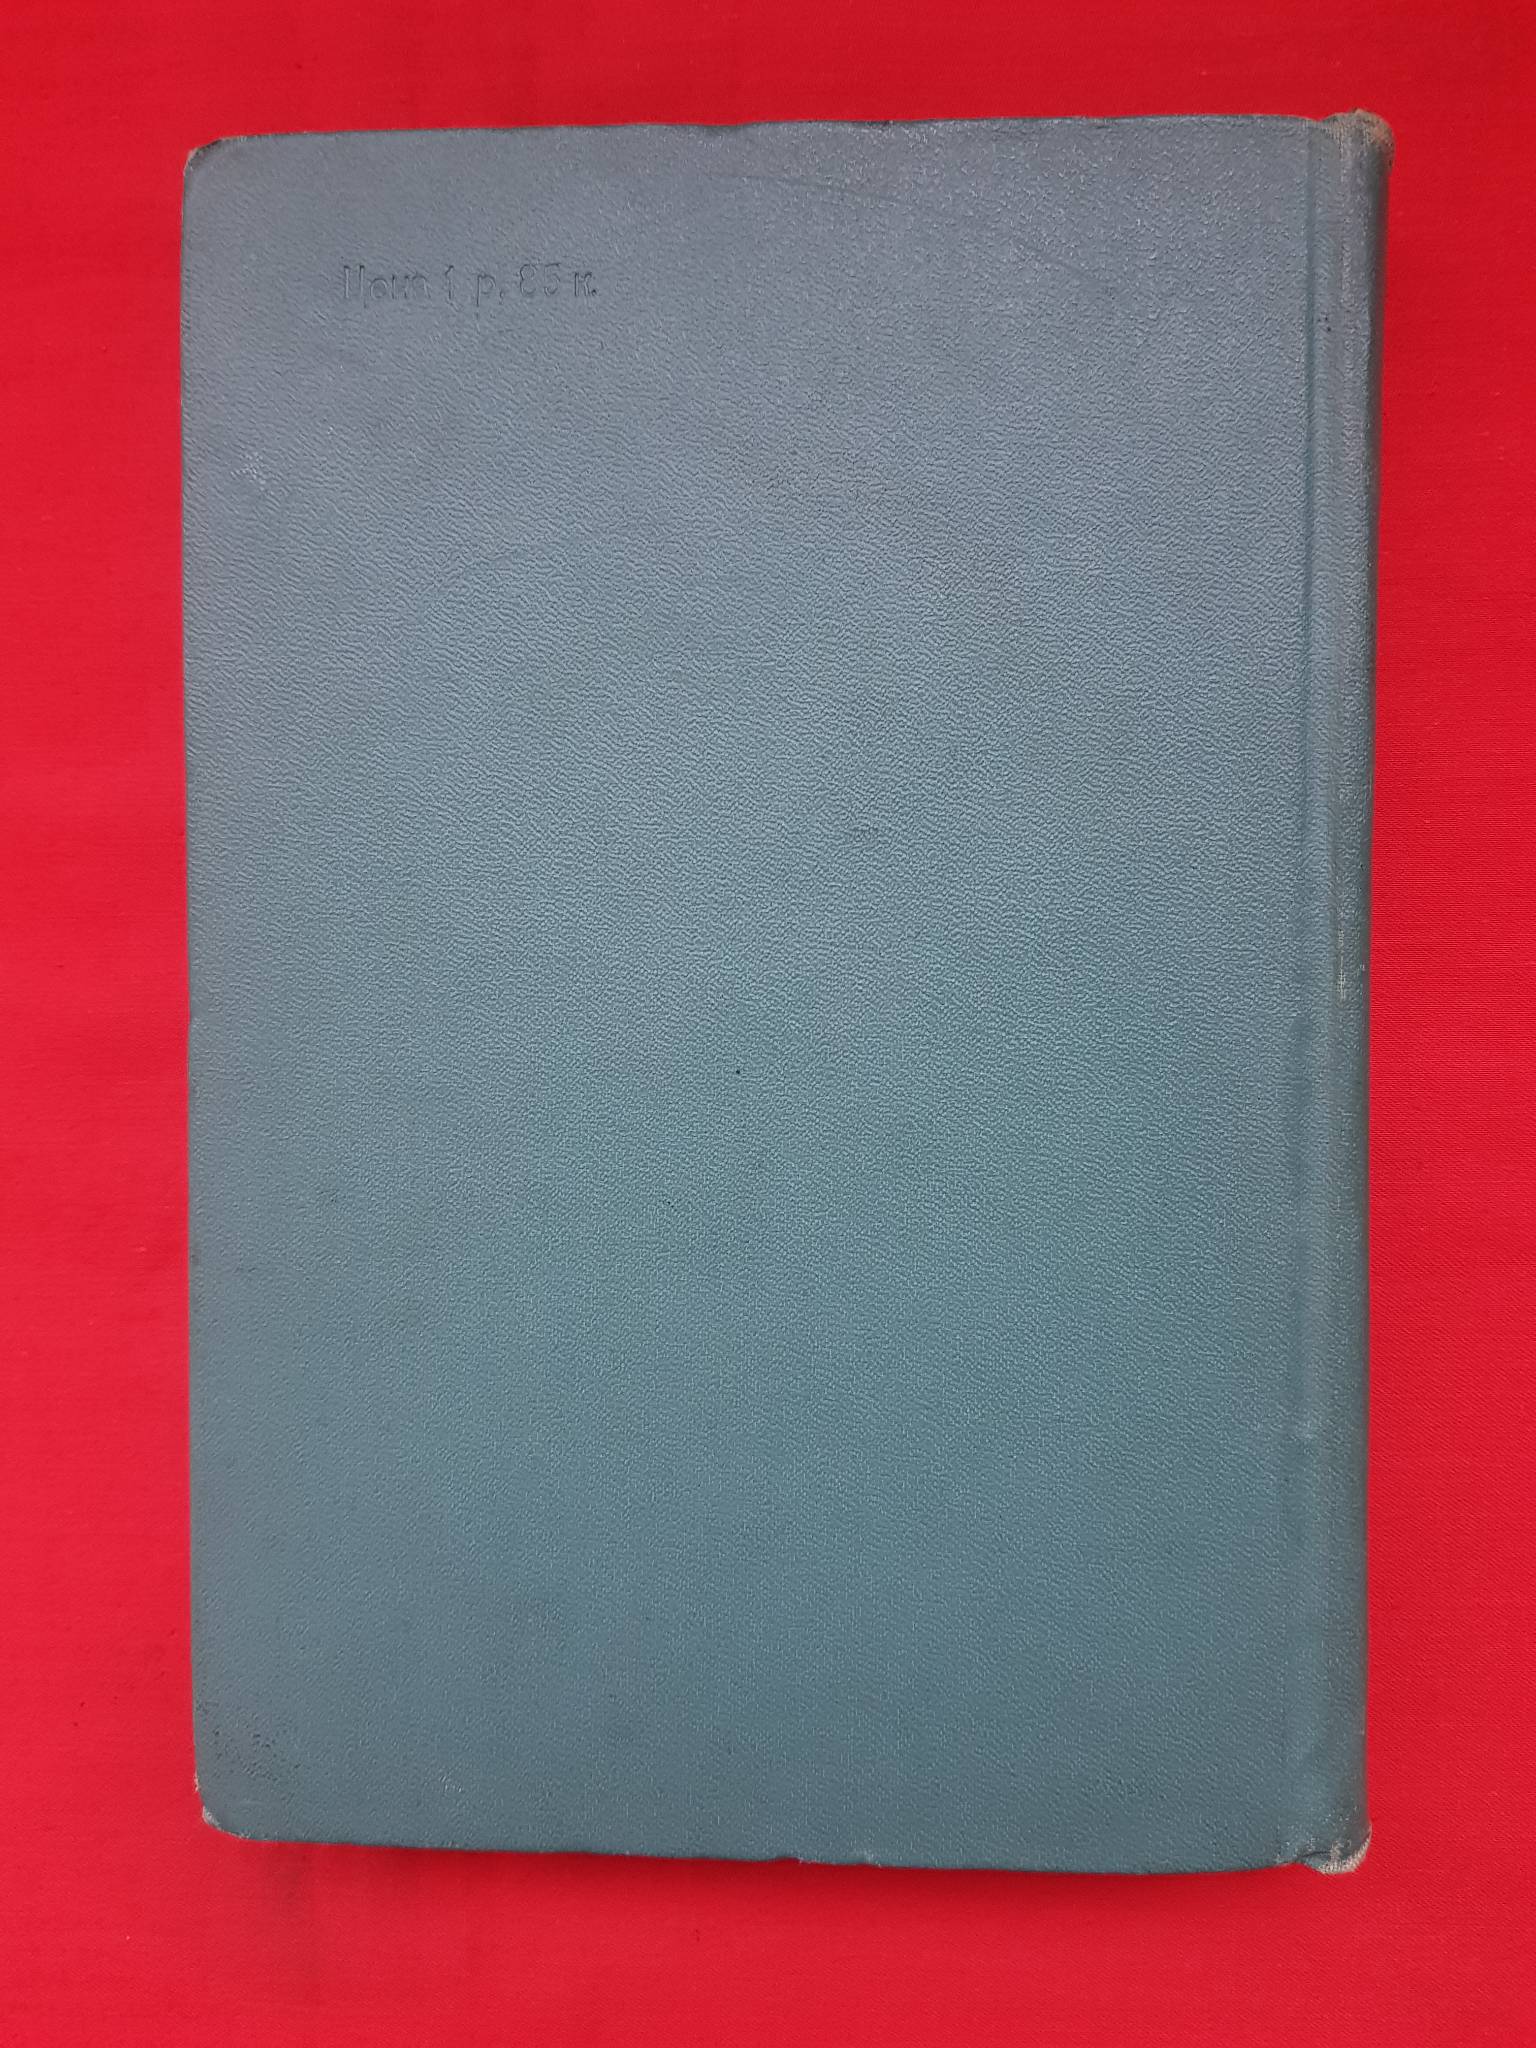 Цена 1 р. 85 к.